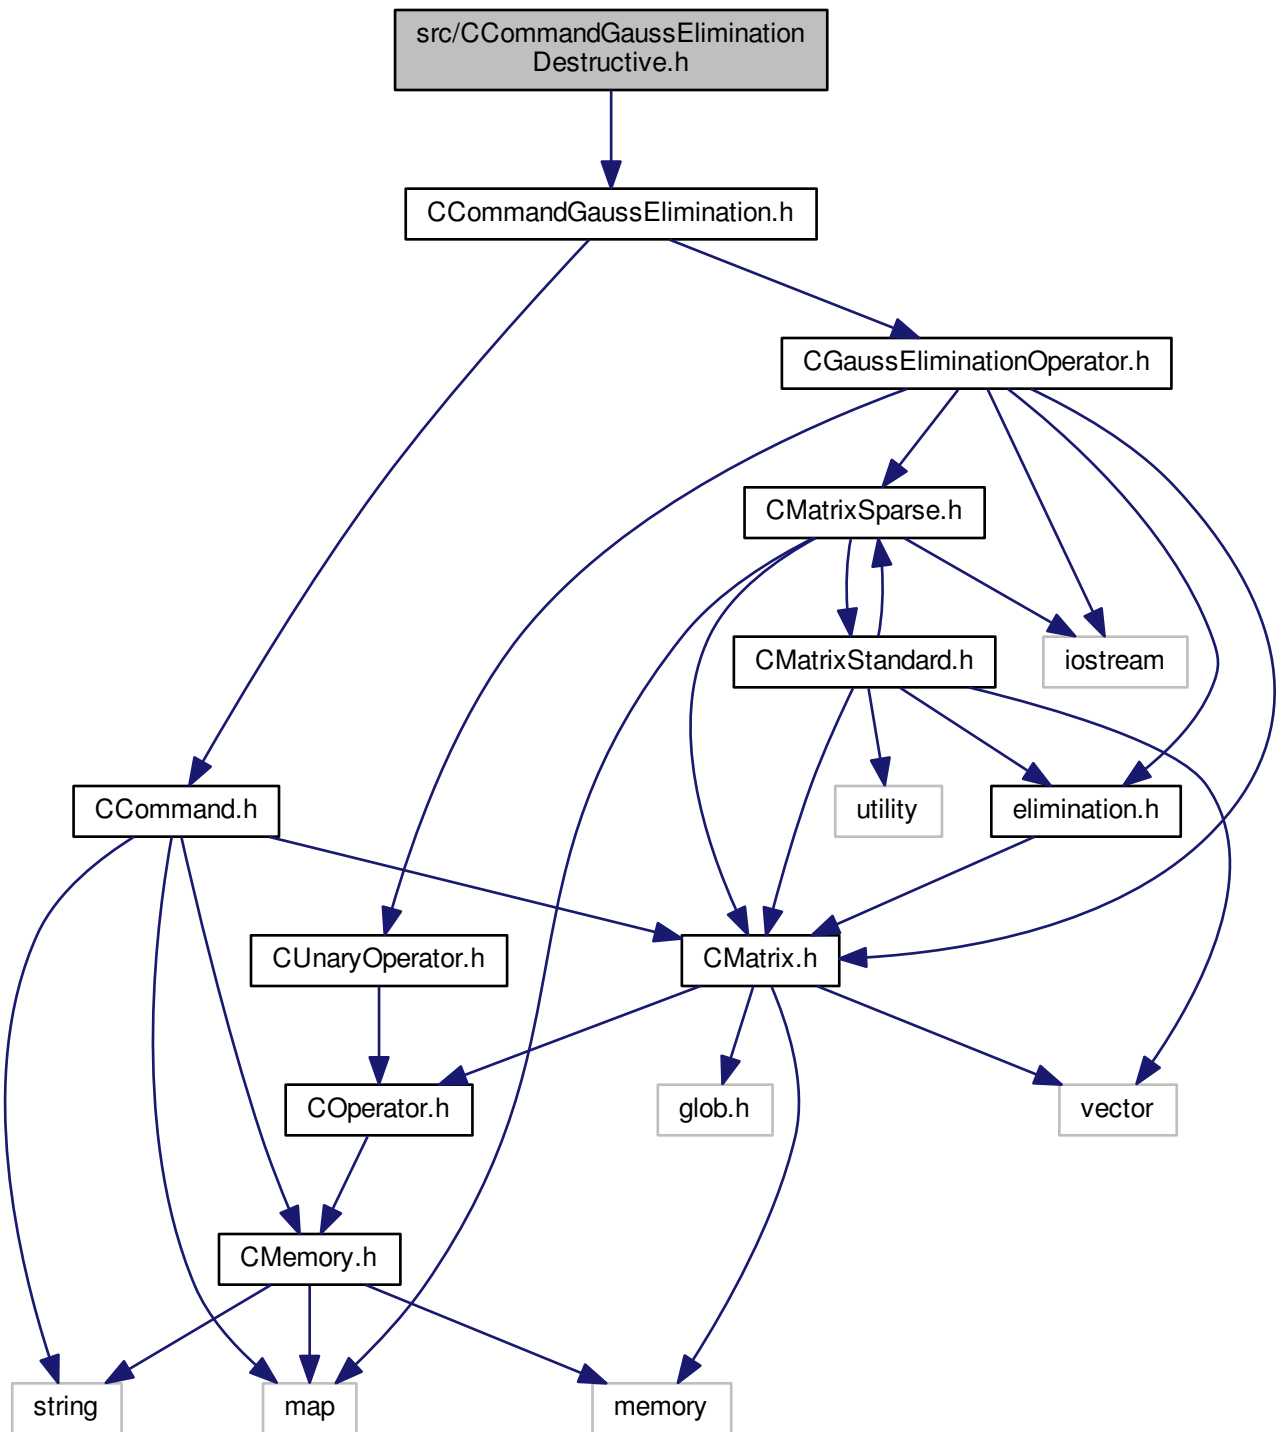 src/CCommandGaussElimination
Destructive.h
CCommandGaussElimination.h
CGaussEliminationOperator.h
CMatrixSparse.h
CMatrixStandard.h
iostream
CCommand.h
utility
elimination.h
CUnaryOperator.h
CMatrix.h
COperator.h
glob.h
vector
CMemory.h
string
map
memory